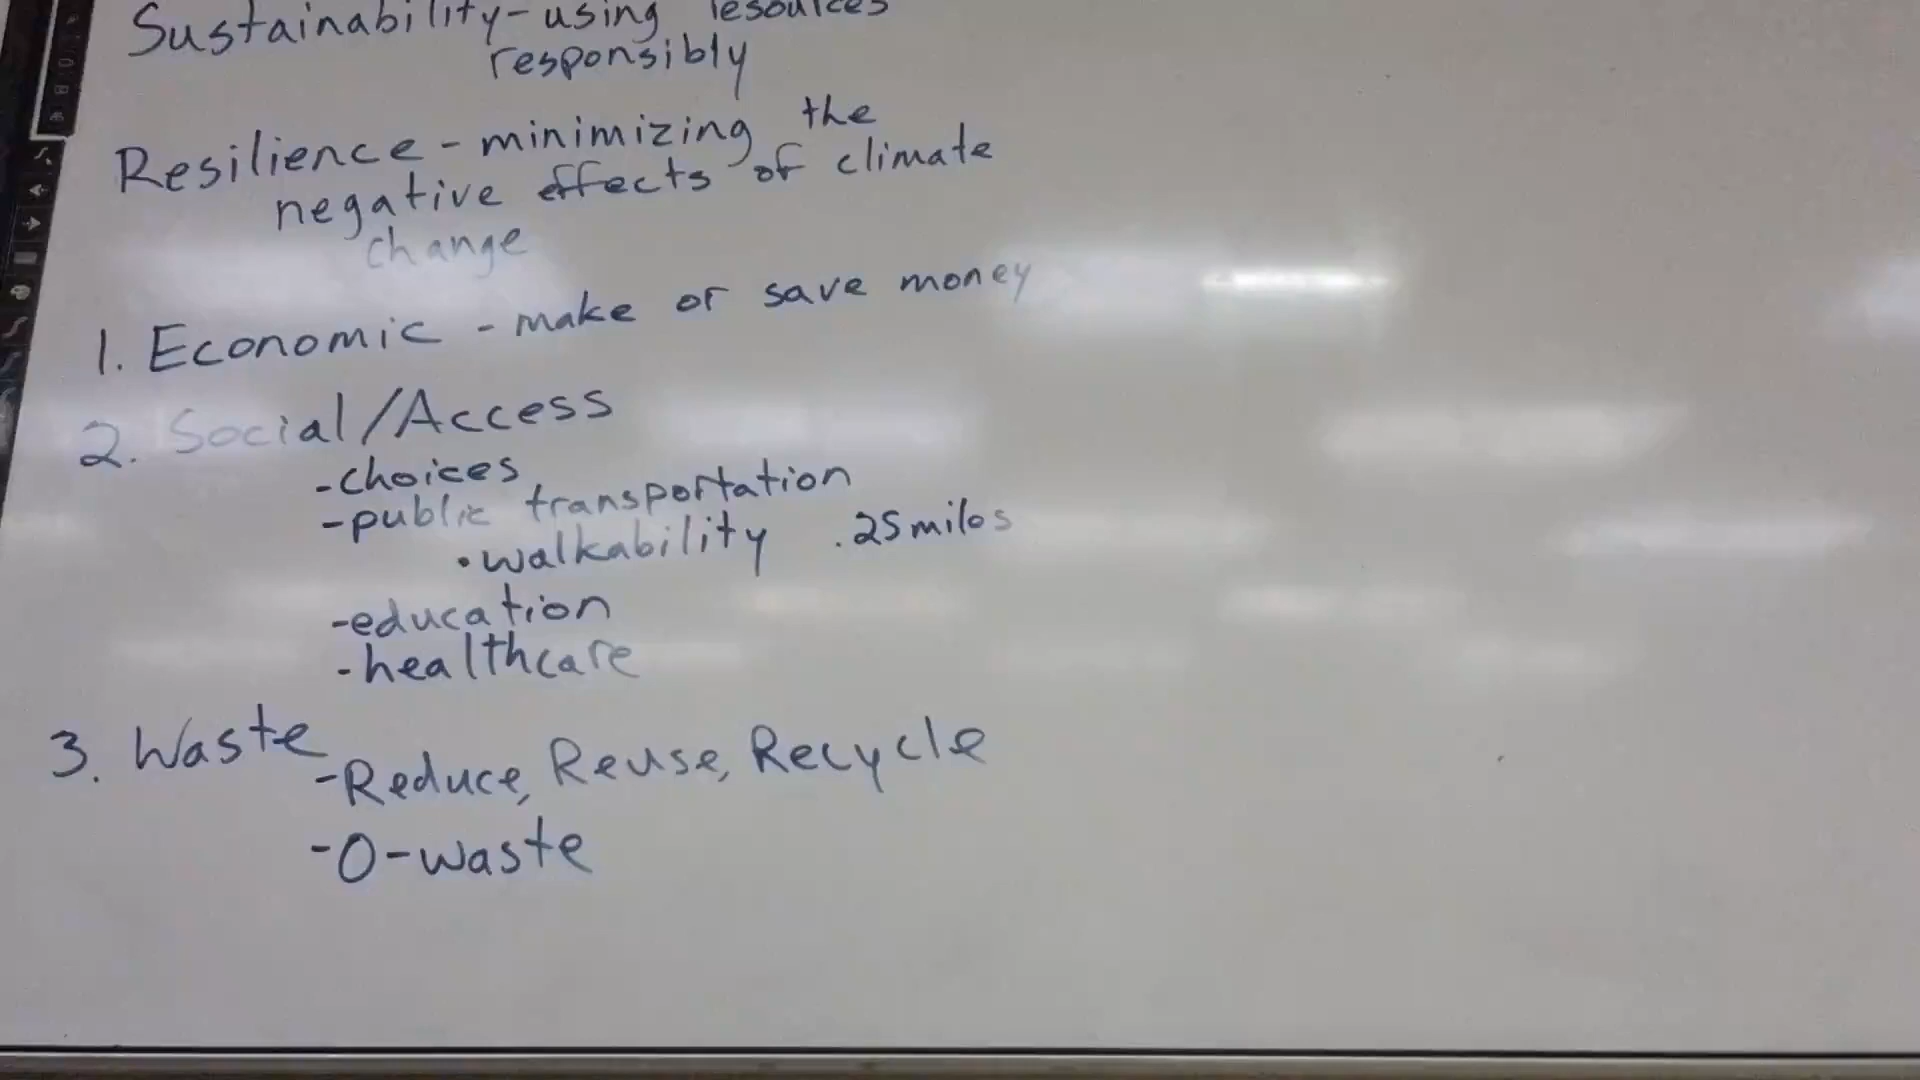 Sustainability - using resources
responsibly
Resilience - minimizing the
negative effects of climate
change
1. Economic - make or save money
2. Social/Access
- choices
- public transportation
• walkability .25 miles
- education
- healthcare
3. Waste
- Reduce, Reuse, Recycle
- 0-waste